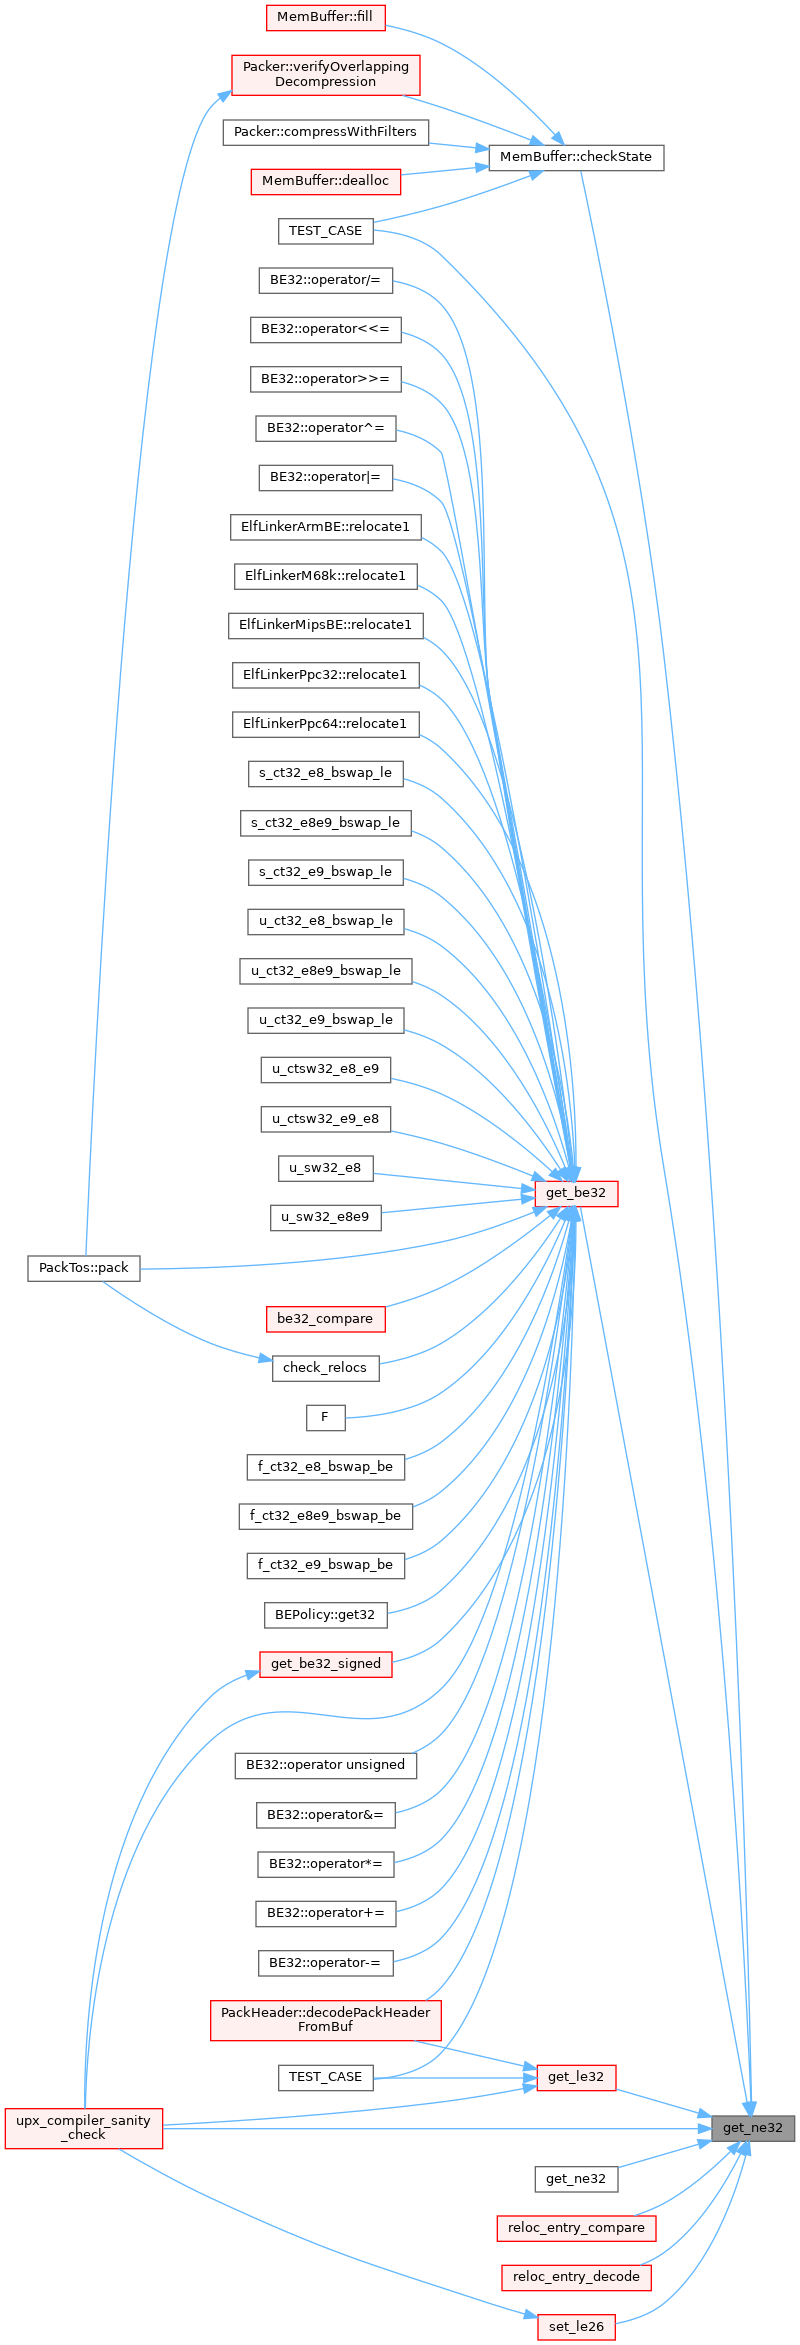 MemBuffer::fill
Packer::verifyOverlapping
Decompression
Packer::compressWithFilters
MemBuffer::checkState
MemBuffer::dealloc
TEST_CASE
BE32::operator/=
BE32::operator<<=
BE32::operator>>=
BE32::operator^=
BE32::operator|=
ElfLinkerArmBE::relocate1
ElfLinkerM68k::relocate1
ElfLinkerMipsBE::relocate1
ElfLinkerPpc32::relocate1
ElfLinkerPpc64::relocate1
s_ct32_e8_bswap_le
s_ct32_e8e9_bswap_le
s_ct32_e9_bswap_le
u_ct32_e8_bswap_le
u_ct32_e8e9_bswap_le
u_ct32_e9_bswap_le
u_ctsw32_e8_e9
u_ctsw32_e9_e8
u_sw32_e8
get_be32
u_sw32_e8e9
PackTos::pack
be32_compare
check_relocs
F
f_ct32_e8_bswap_be
f_ct32_e8e9_bswap_be
f_ct32_e9_bswap_be
BEPolicy::get32
get_be32_signed
BE32::operator unsigned
BE32::operator&=
BE32::operator*=
BE32::operator+=
BE32::operator-=
PackHeader::decodePackHeader
FromBuf
TEST_CASE
get_le32
upx_compiler_sanity
_check
get_ne32
get_ne32
reloc_entry_compare
reloc_entry_decode
set_le26